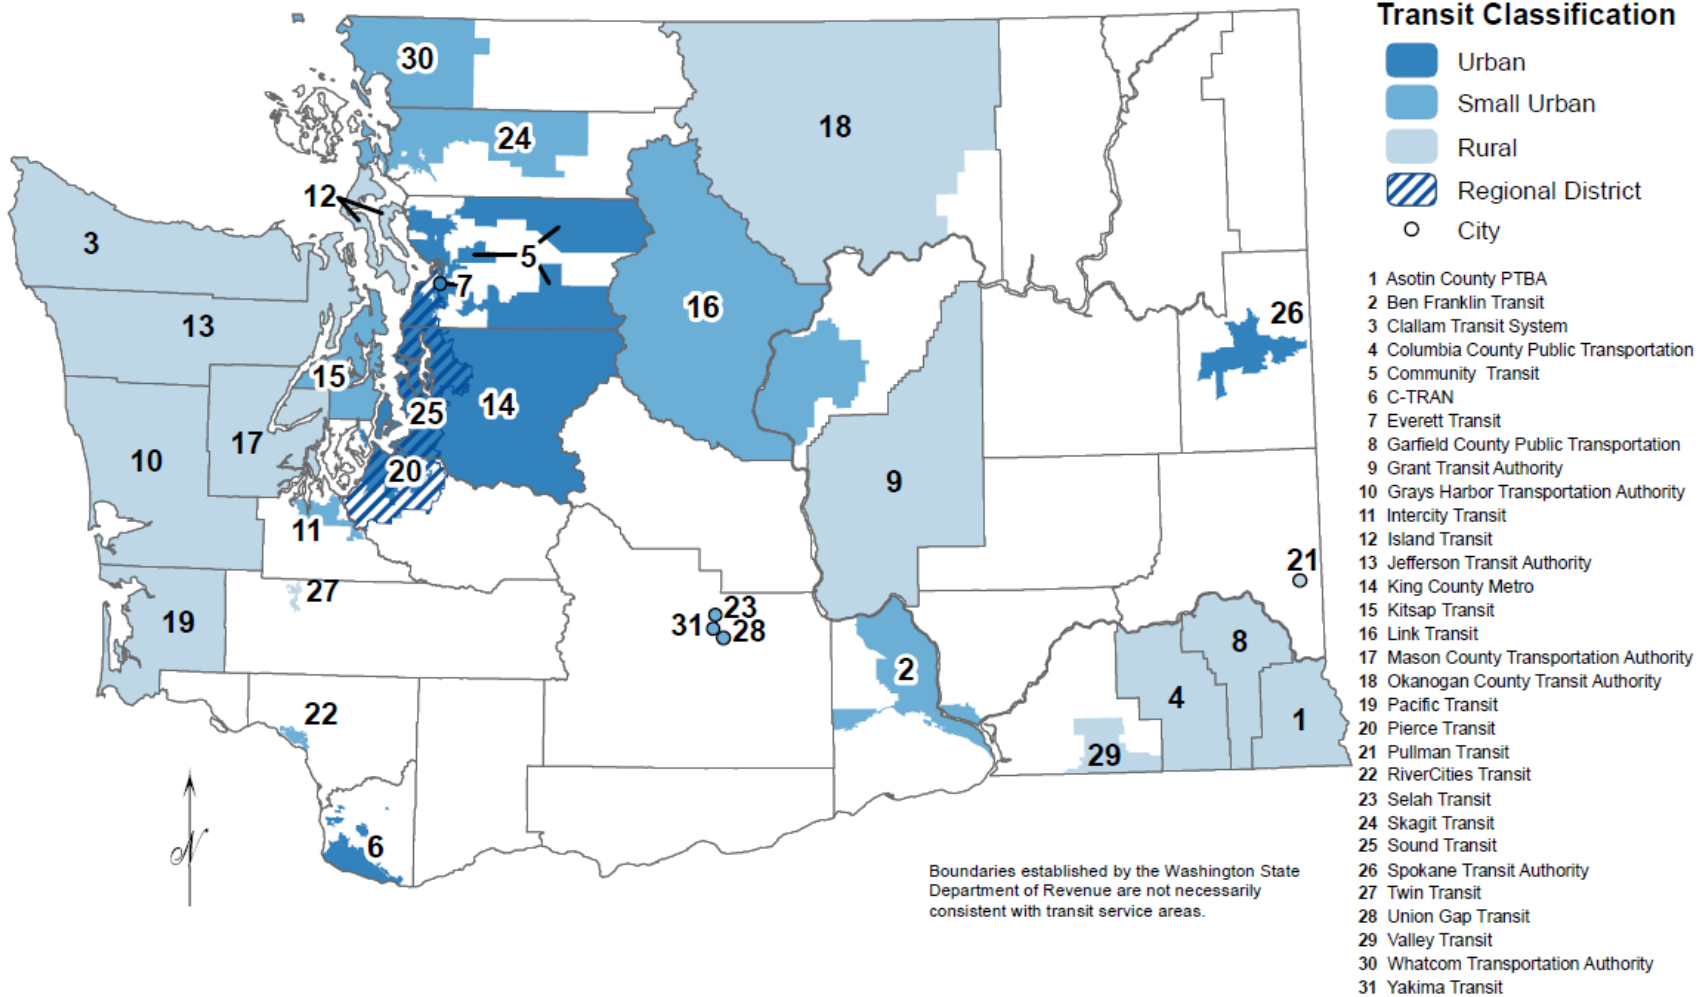 Transit Classification
Urban
Small Urban
Rural
Regional District
City
1 Asotin County PTBA
2 Ben Franklin Transit
3 Clallam Transit System
4 Columbia County Public Transportation
5 Community Transit
6 C-TRAN
7 Everett Transit
8 Garfield County Public Transportation
9 Grant Transit Authority
10 Grays Harbor Transportation Authority
11 Intercity Transit
12 Island Transit
13 Jefferson Transit Authority
14 King County Metro
15 Kitsap Transit
16 Link Transit
17 Mason County Transportation Authority
18 Okanogan County Transit Authority
19 Pacific Transit
20 Pierce Transit
21 Pullman Transit
22 RiverCities Transit
23 Selah Transit
24 Skagit Transit
25 Sound Transit
26 Spokane Transit Authority
27 Twin Transit
28 Union Gap Transit
29 Valley Transit
30 Whatcom Transportation Authority
31 Yakima Transit
30
24
18
12
3
5
7
16
26
13
15
14
25
17
10
20
9
11
21
27
19
23
31
28
8
2
4
22
1
29
6
N
Boundaries established by the Washington State
Department of Revenue are not necessarily
consistent with transit service areas.